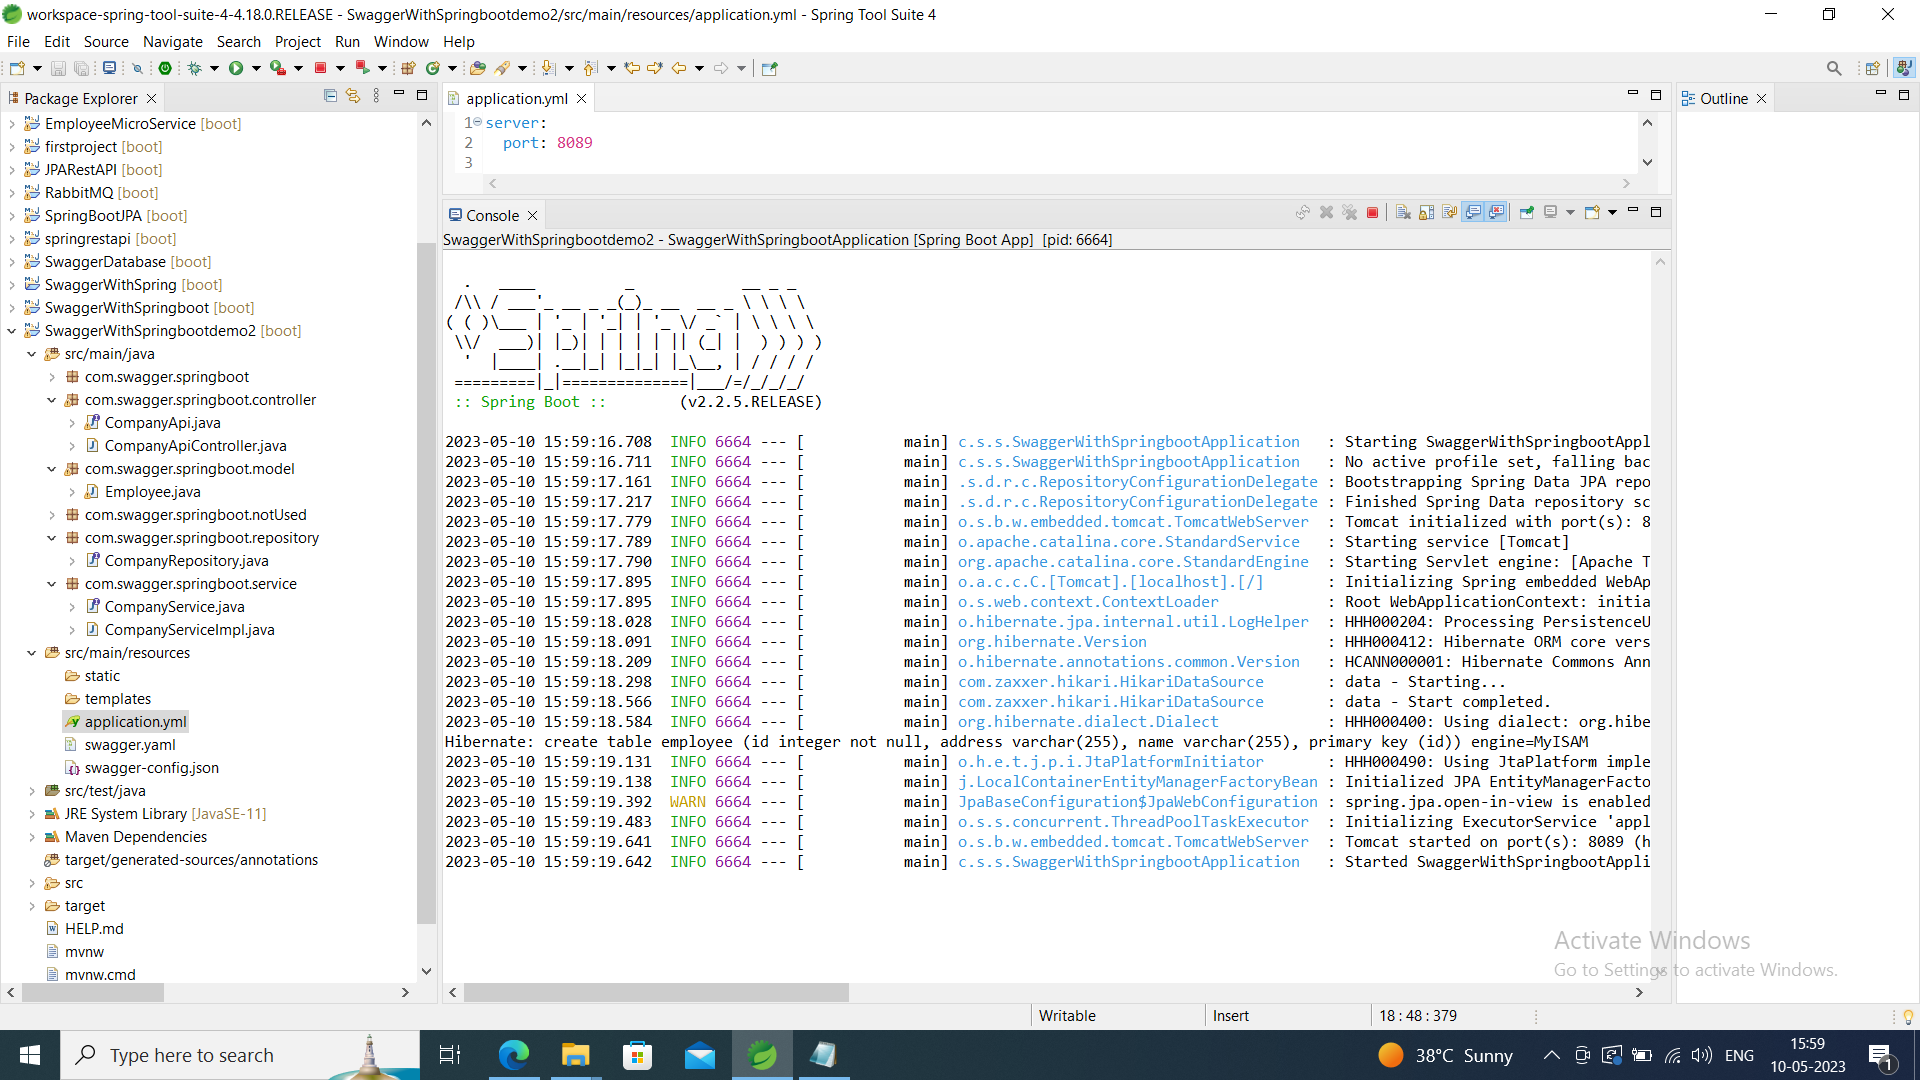 workspace-spring-tool-suite-4-4.18.0.RELEASE - SwaggerWithSpringbootdemo2/src/main/resources/application.yml - Spring Tool Suite 4
File Edit Source Navigate Search Project Run Window Help
Package Explorer
EmployeeMicroService [boot]
firstproject [boot]
JPARestAPI [boot]
RabbitMQ [boot]
SpringBootJPA [boot]
springrestapi [boot]
SwaggerDatabase [boot]
SwaggerWithSpring [boot]
SwaggerWithSpringboot [boot]
SwaggerWithSpringbootdemo2 [boot]
src/main/java
com.swagger.springboot
com.swagger.springboot.controller
CompanyApi.java
CompanyApiController.java
com.swagger.springboot.model
Employee.java
com.swagger.springboot.notUsed
com.swagger.springboot.repository
CompanyRepository.java
com.swagger.springboot.service
CompanyService.java
CompanyServiceImpl.java
src/main/resources
static
templates
application.yml
swagger.yaml
swagger-config.json
src/test/java
JRE System Library [JavaSE-11]
Maven Dependencies
target/generated-sources/annotations
src
target
HELP.md
mvnw
mvnw.cmd
application.yml
1 server:
2 port: 8089
3
Console
SwaggerWithSpringbootdemo2 - SwaggerWithSpringbootApplication [Spring Boot App] [pid: 6664]
Spring
:: Spring Boot :: (v2.2.5.RELEASE)
2023-05-10 15:59:16.708 INFO 6664 --- [ main] c.s.s.SwaggerWithSpringbootApplication : Starting SwaggerWithSpringbootAppl
2023-05-10 15:59:16.711 INFO 6664 --- [ main] c.s.s.SwaggerWithSpringbootApplication : No active profile set, falling bac
2023-05-10 15:59:17.161 INFO 6664 --- [ main] .s.d.r.c.RepositoryConfigurationDelegate : Bootstrapping Spring Data JPA repo
2023-05-10 15:59:17.217 INFO 6664 --- [ main] .s.d.r.c.RepositoryConfigurationDelegate : Finished Spring Data repository sc
2023-05-10 15:59:17.779 INFO 6664 --- [ main] o.s.b.w.embedded.tomcat.TomcatWebServer : Tomcat initialized with port(s): 8
2023-05-10 15:59:17.789 INFO 6664 --- [ main] o.apache.catalina.core.StandardService : Starting service [Tomcat]
2023-05-10 15:59:17.790 INFO 6664 --- [ main] org.apache.catalina.core.StandardEngine : Starting Servlet engine: [Apache T
2023-05-10 15:59:17.895 INFO 6664 --- [ main] o.a.c.c.C.[Tomcat].[localhost].[/] : Initializing Spring embedded WebAp
2023-05-10 15:59:17.895 INFO 6664 --- [ main] o.s.web.context.ContextLoader : Root WebApplicationContext: initia
2023-05-10 15:59:18.028 INFO 6664 --- [ main] o.hibernate.jpa.internal.util.LogHelper : HHH000204: Processing PersistenceU
2023-05-10 15:59:18.091 INFO 6664 --- [ main] org.hibernate.Version : HHH000412: Hibernate ORM core vers
2023-05-10 15:59:18.209 INFO 6664 --- [ main] o.hibernate.annotations.common.Version : HCANN000001: Hibernate Commons Ann
2023-05-10 15:59:18.298 INFO 6664 --- [ main] com.zaxxer.hikari.HikariDataSource : data - Starting...
2023-05-10 15:59:18.566 INFO 6664 --- [ main] com.zaxxer.hikari.HikariDataSource : data - Start completed.
2023-05-10 15:59:18.584 INFO 6664 --- [ main] org.hibernate.dialect.Dialect : HHH000400: Using dialect: org.hibe
Hibernate: create table employee (id integer not null, address varchar(255), name varchar(255), primary key (id)) engine=MyISAM
2023-05-10 15:59:19.131 INFO 6664 --- [ main] o.h.e.t.j.p.i.JtaPlatformInitiator : HHH000490: Using JtaPlatform imple
2023-05-10 15:59:19.138 INFO 6664 --- [ main] j.LocalContainerEntityManagerFactoryBean : Initialized JPA EntityManagerFacto
2023-05-10 15:59:19.392 WARN 6664 --- [ main] JpaBaseConfiguration$JpaWebConfiguration : spring.jpa.open-in-view is enabled
2023-05-10 15:59:19.483 INFO 6664 --- [ main] o.s.s.concurrent.ThreadPoolTaskExecutor : Initializing ExecutorService 'appl
2023-05-10 15:59:19.641 INFO 6664 --- [ main] o.s.b.w.embedded.tomcat.TomcatWebServer : Tomcat started on port(s): 8089 (h
2023-05-10 15:59:19.642 INFO 6664 --- [ main] c.s.s.SwaggerWithSpringbootApplication : Started SwaggerWithSpringbootAppli
Outline
Activate Windows
Go to Settings to activate Windows.
Writable Insert 18 : 48 : 379
Type here to search
38°C Sunny
ENG
15:59
10-05-2023
1